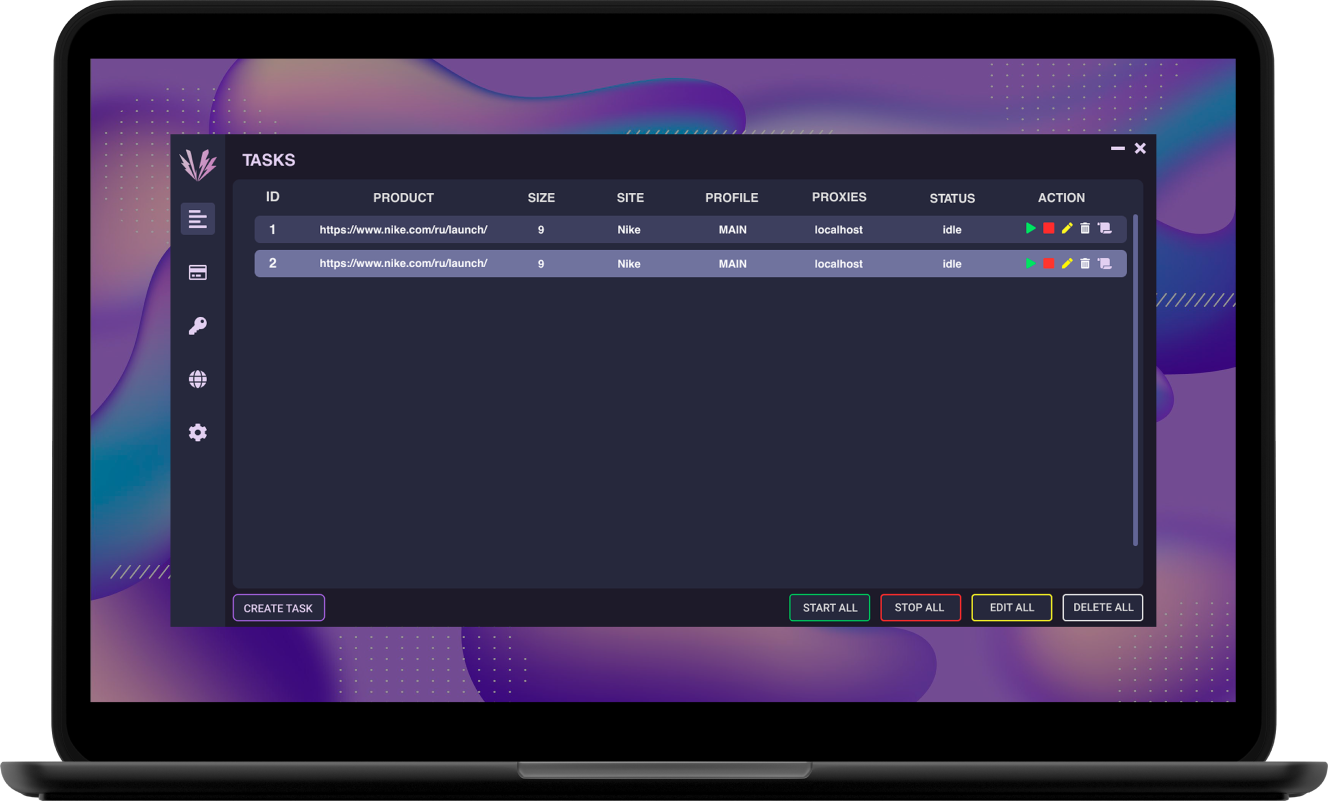 TASKS
ID PRODUCT SIZE SITE PROFILE PROXIES STATUS ACTION
1 https://www.nike.com/ru/launch/ 9 Nike MAIN localhost idle
2 https://www.nike.com/ru/launch/ 9 Nike MAIN localhost idle
CREATE TASK START ALL STOP ALL EDIT ALL DELETE ALL